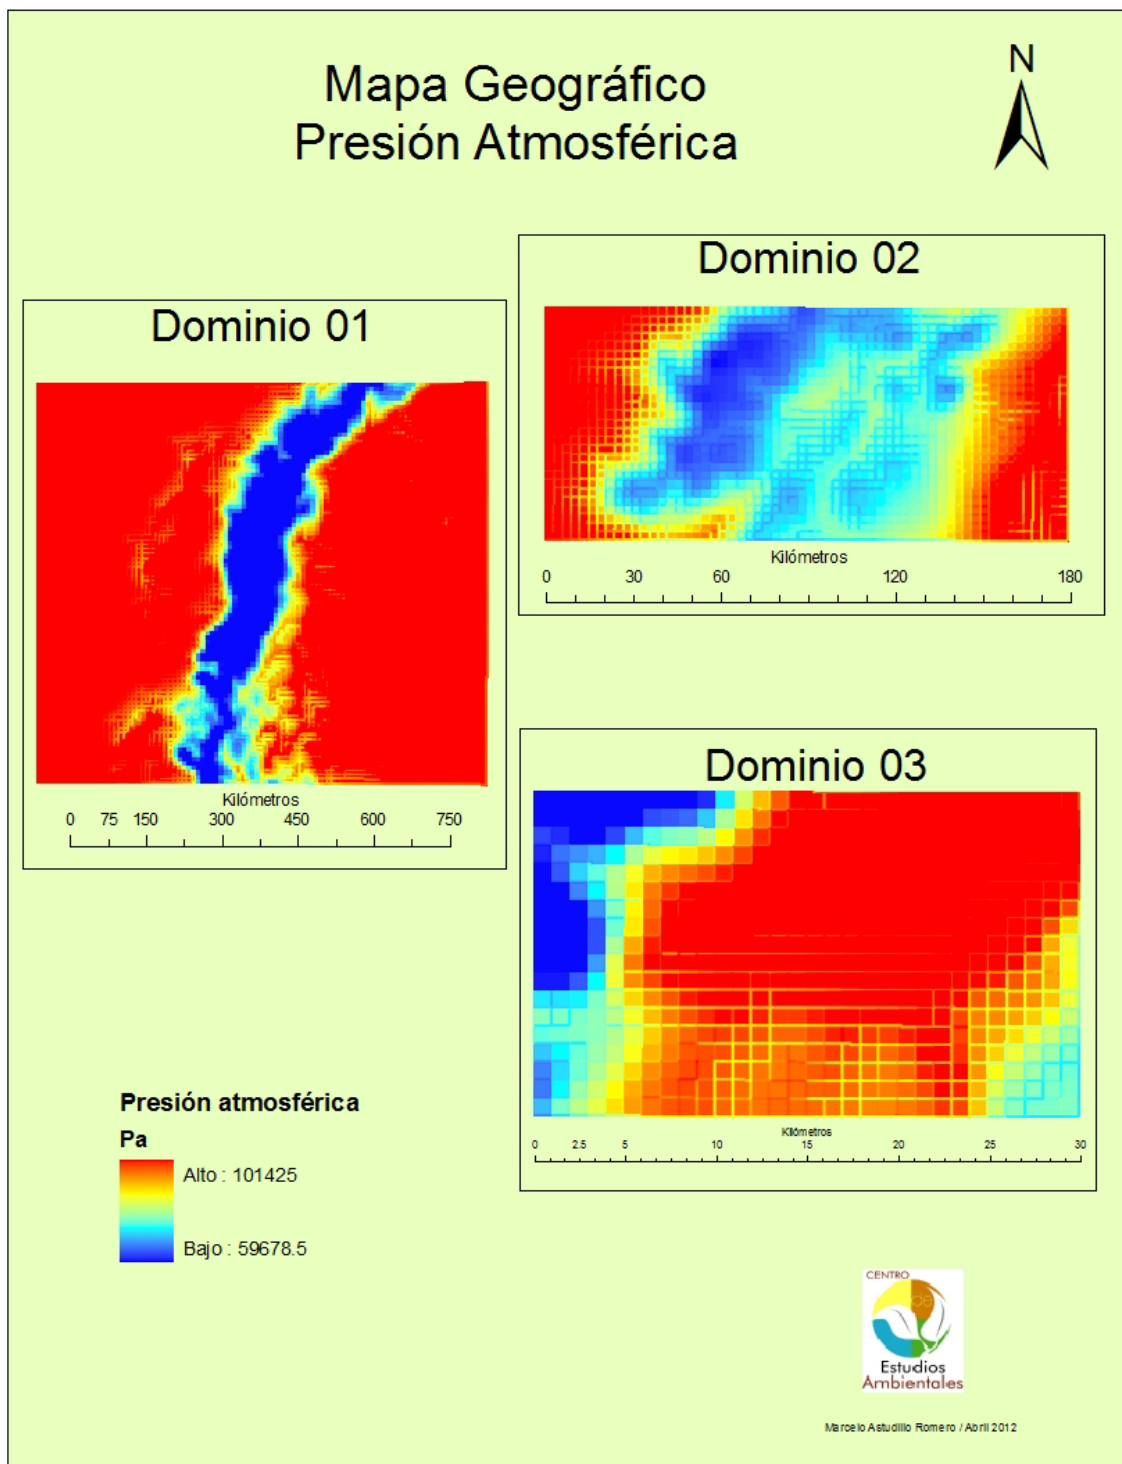 Mapa Geográfico
Presión Atmosférica
N
Dominio 01
Kilómetros
0 75 150 300 450 600 750
Dominio 02
Kilómetros
0 30 60 120 180
Dominio 03
Kilómetros
0 2.5 5 10 15 20 25 30
Presión atmosférica
Pa
Alto : 101425
Bajo : 59678.5
CENTRO
de
Estudios
Ambientales
Marcelo Astudillo Romero / Abril 2012